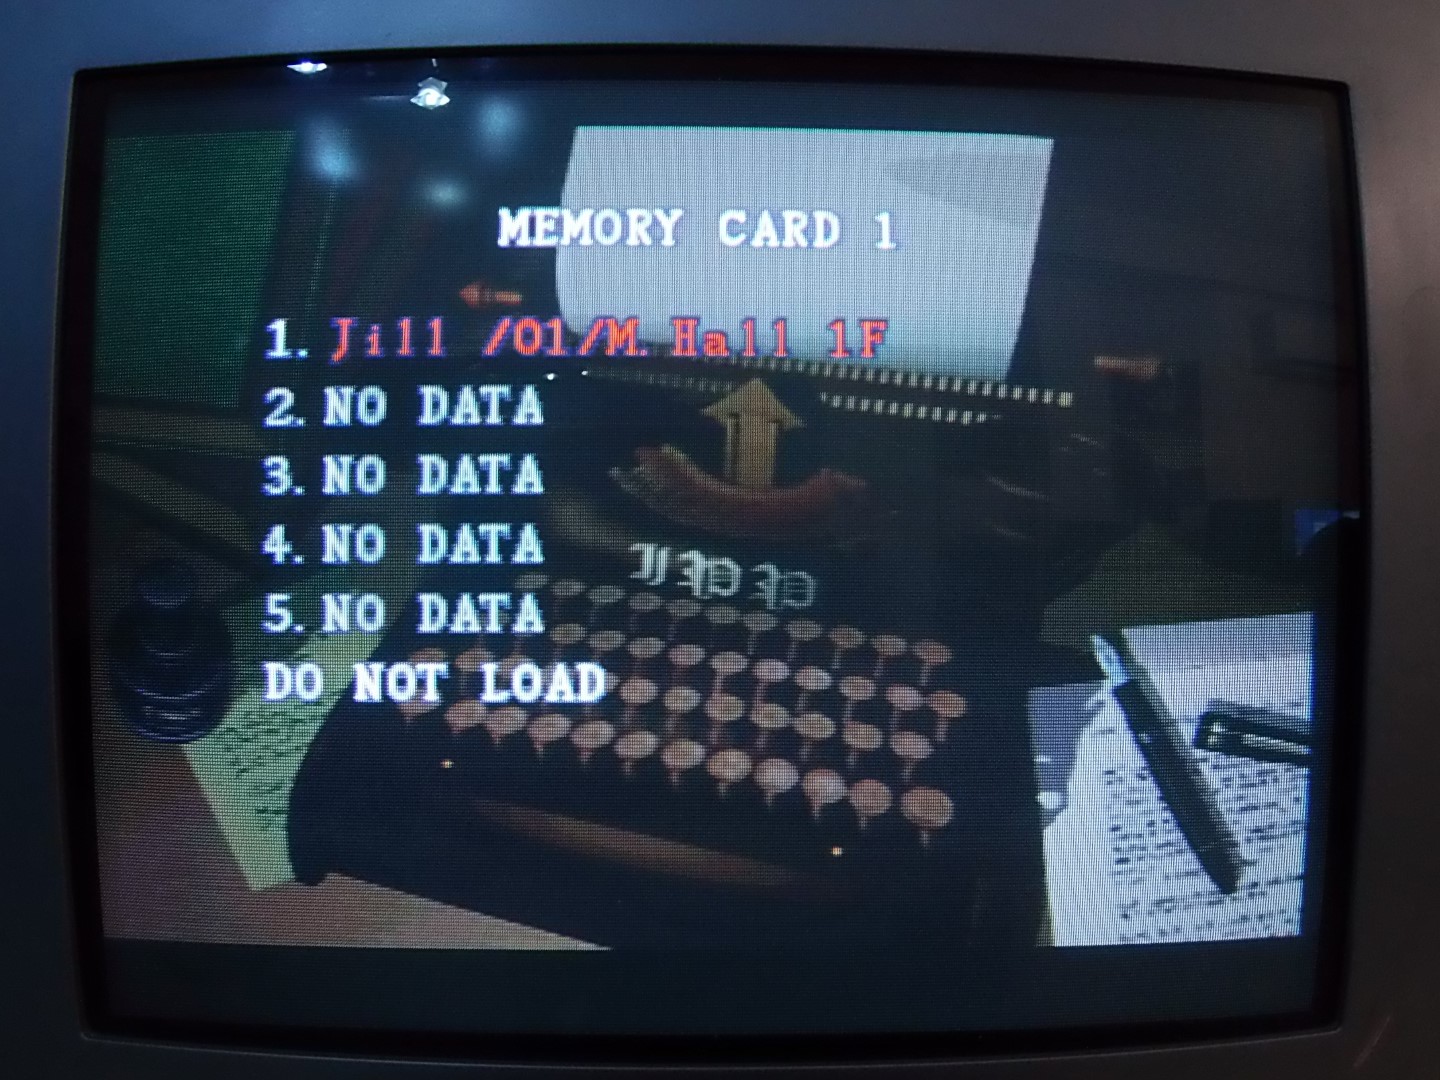 MEMORY CARD 1
1. Jill /01/M. Hall 1F
2. NO DATA
3. NO DATA
4. NO DATA
5. NO DATA
DO NOT LOAD